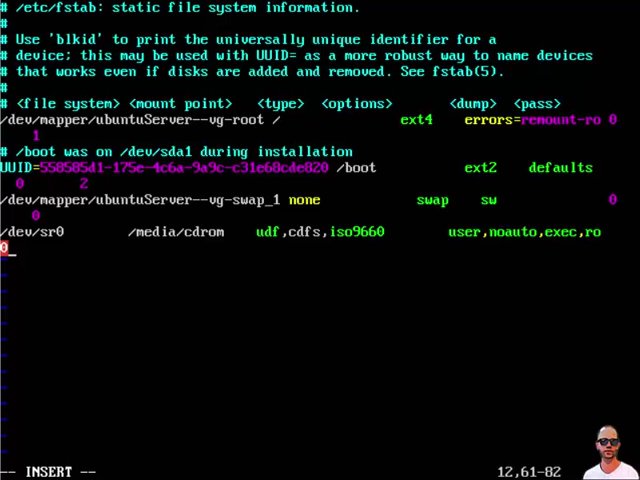 # /etc/fstab: static file system information.
#
# Use 'blkid' to print the universally unique identifier for a
# device; this may be used with UUID= as a more robust way to name devices
# that works even if disks are added and removed. See fstab(5).
#
# <file system> <mount point>   <type>  <options>       <dump>  <pass>
/dev/mapper/ubuntuServer--vg-root /               ext4    errors=remount-ro 0
    1
# /boot was on /dev/sda1 during installation
UUID=558585d1-175e-4c6a-9a9c-c31e68cde820 /boot           ext2    defaults
  0       2
/dev/mapper/ubuntuServer--vg-swap_1 none            swap    sw              0
    0
/dev/sr0        /media/cdrom    udf,cdfs,iso9660        user,noauto,exec,ro
0
-- INSERT --                                                  12,61-82